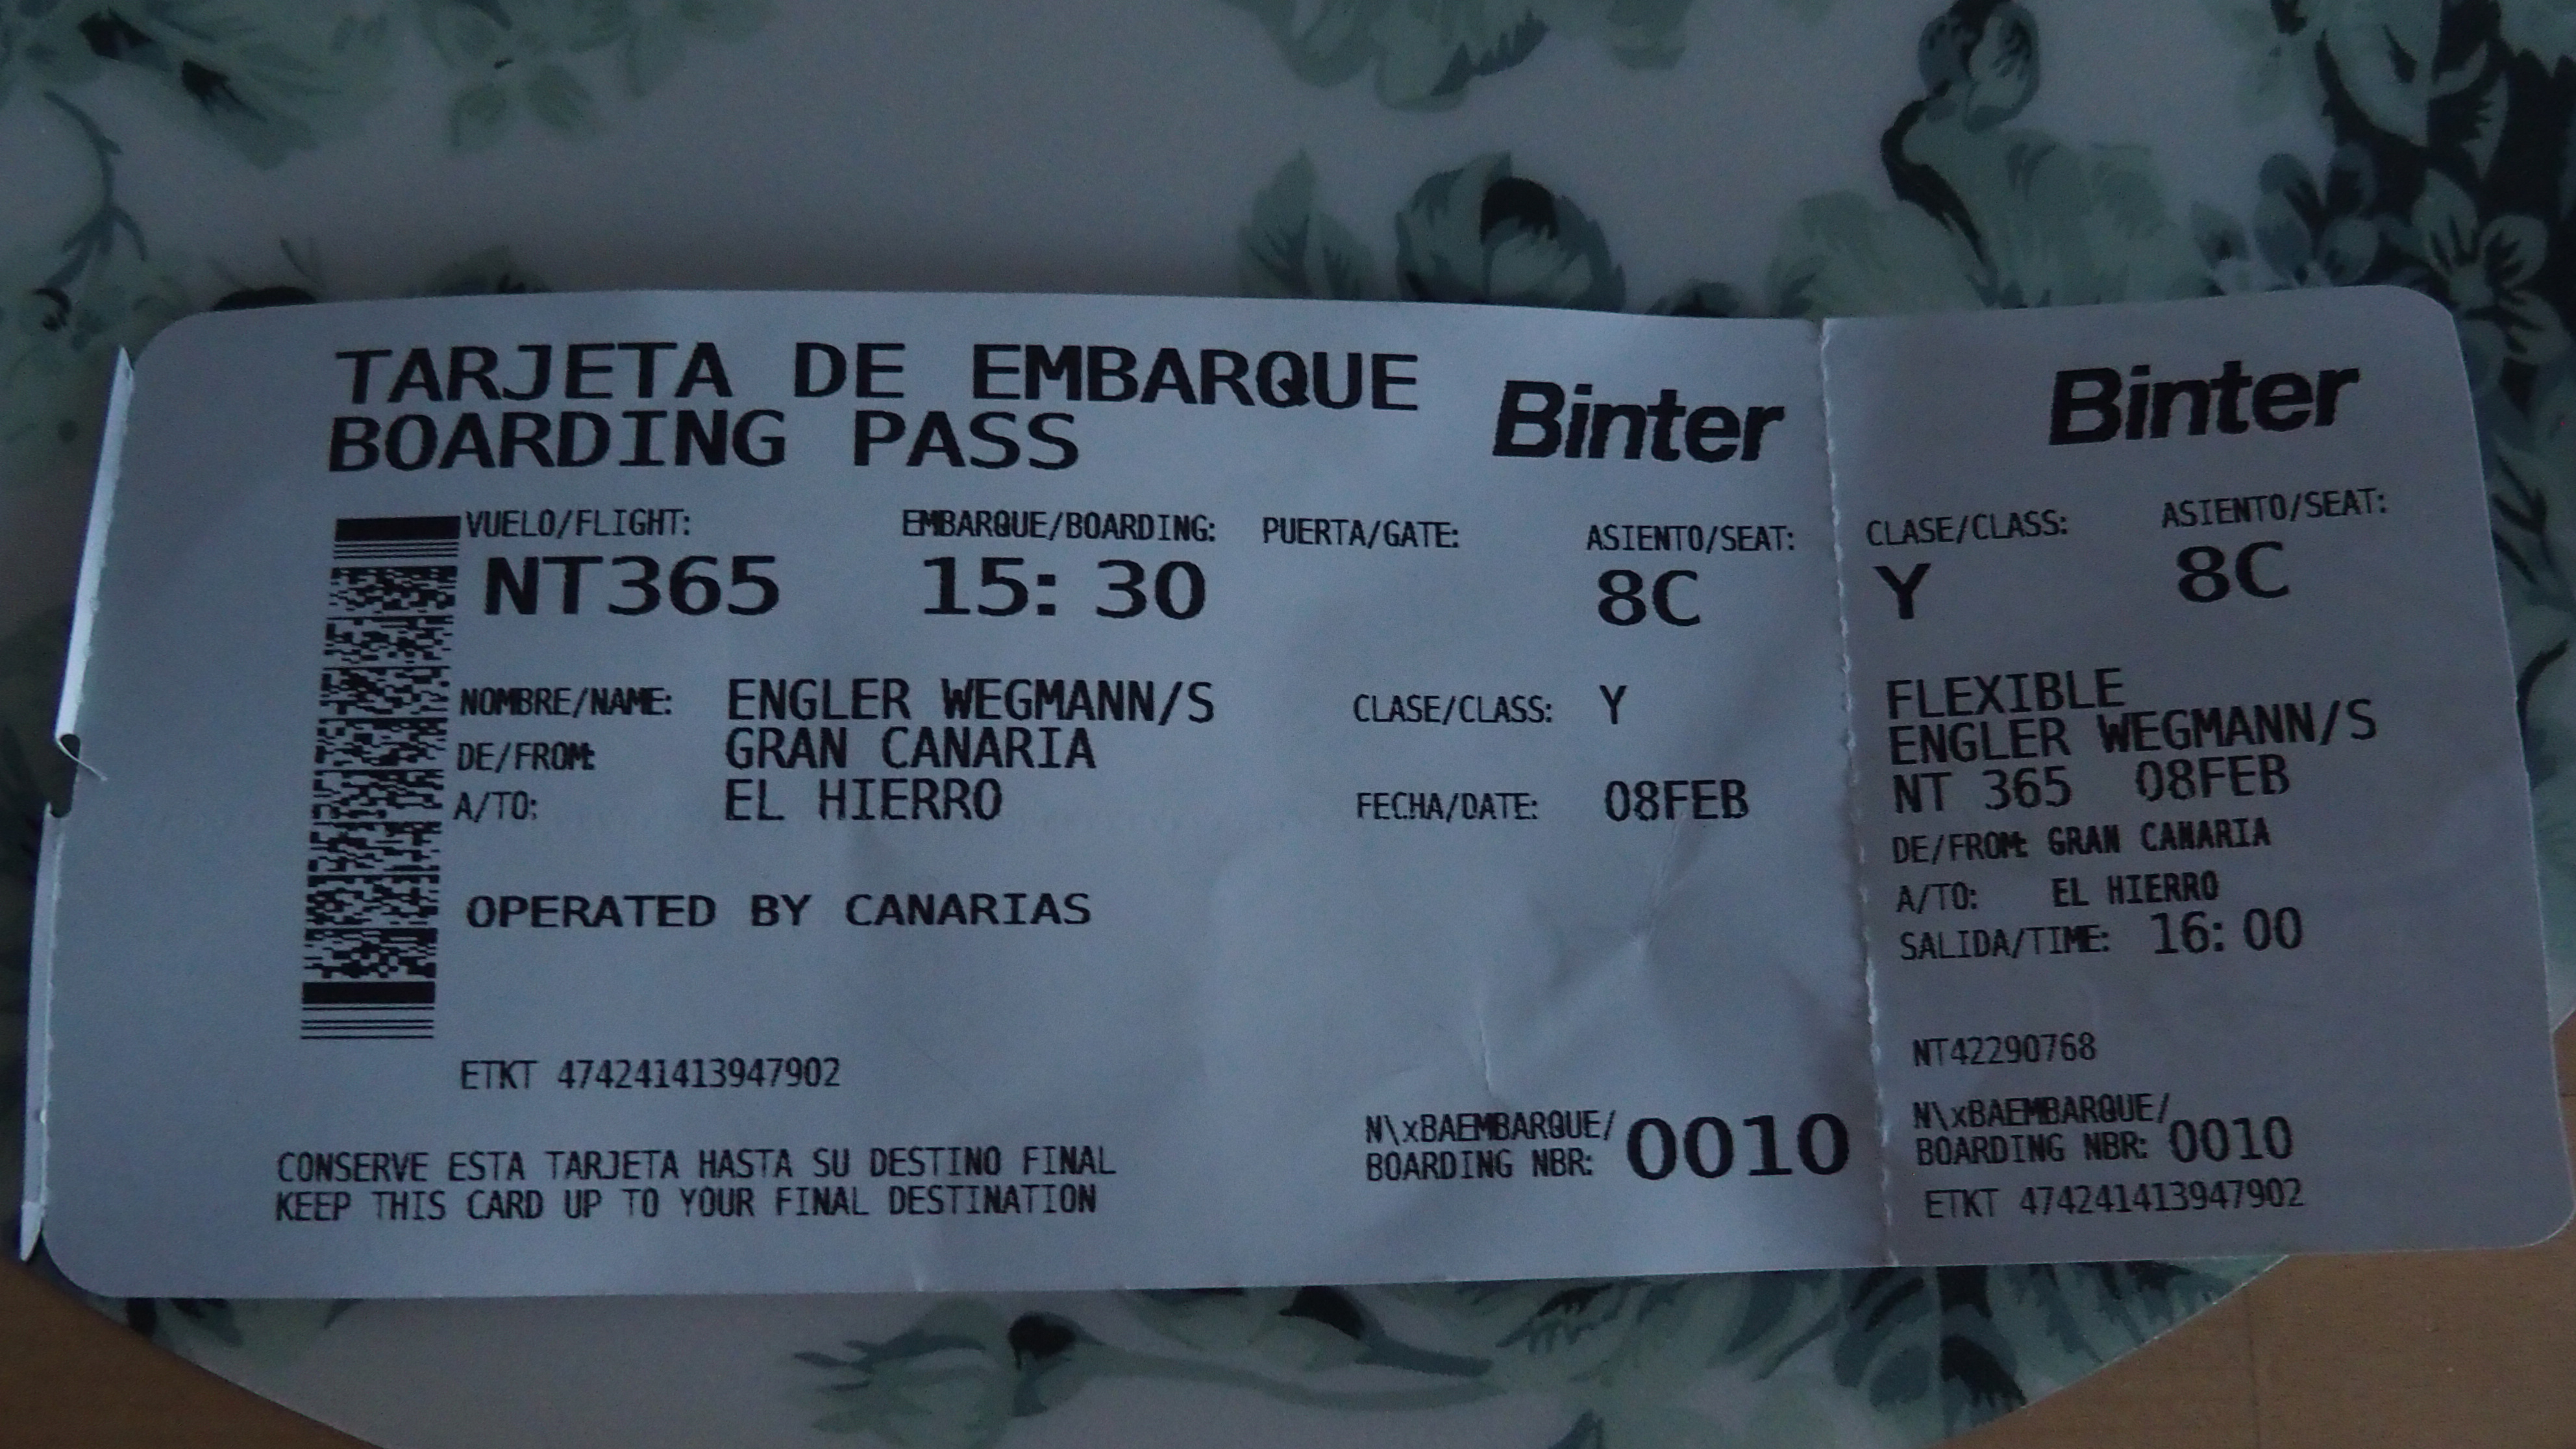 TARJETA DE EMBARQUE
BOARDING PASS
Binter
VUELO/FLIGHT: EMBARQUE/BOARDING: PUERTA/GATE: ASIENTO/SEAT:
NT365 15:30 8C
NOMBRE/NAME: ENGLER WEGMANN/S CLASE/CLASS: Y
DE/FROM: GRAN CANARIA
A/TO: EL HIERRO FECHA/DATE: 08FEB
OPERATED BY CANARIAS
ETKT 474241413947902
N\xBAEMBARQUE/
BOARDING NBR: 0010
CONSERVE ESTA TARJETA HASTA SU DESTINO FINAL
KEEP THIS CARD UP TO YOUR FINAL DESTINATION
Binter
CLASE/CLASS: ASIENTO/SEAT:
Y 8C
FLEXIBLE
ENGLER WEGMANN/S
NT 365 08FEB
DE/FROM: GRAN CANARIA
A/TO: EL HIERRO
SALIDA/TIME: 16:00
NT42290768
N\xBAEMBARQUE/
BOARDING NBR: 0010
ETKT 474241413947902